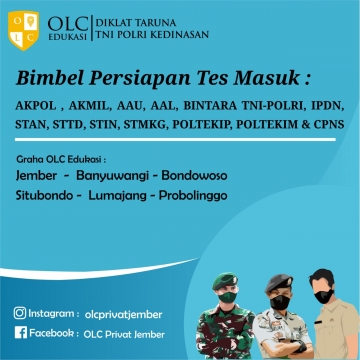 OLC EDUKASI
DIKLAT TARUNA
TNI POLRI KEDINASAN
Bimbel Persiapan Tes Masuk :
AKPOL , AKMIL, AAU, AAL, BINTARA TNI-POLRI, IPDN,
STAN, STTD, STIN, STMKG, POLTEKIP, POLTEKIM & CPNS
Graha OLC Edukasi :
Jember - Banyuwangi - Bondowoso
Situbondo - Lumajang - Probolinggo
Instagram : olcprivatjember
Facebook : OLC Privat Jember